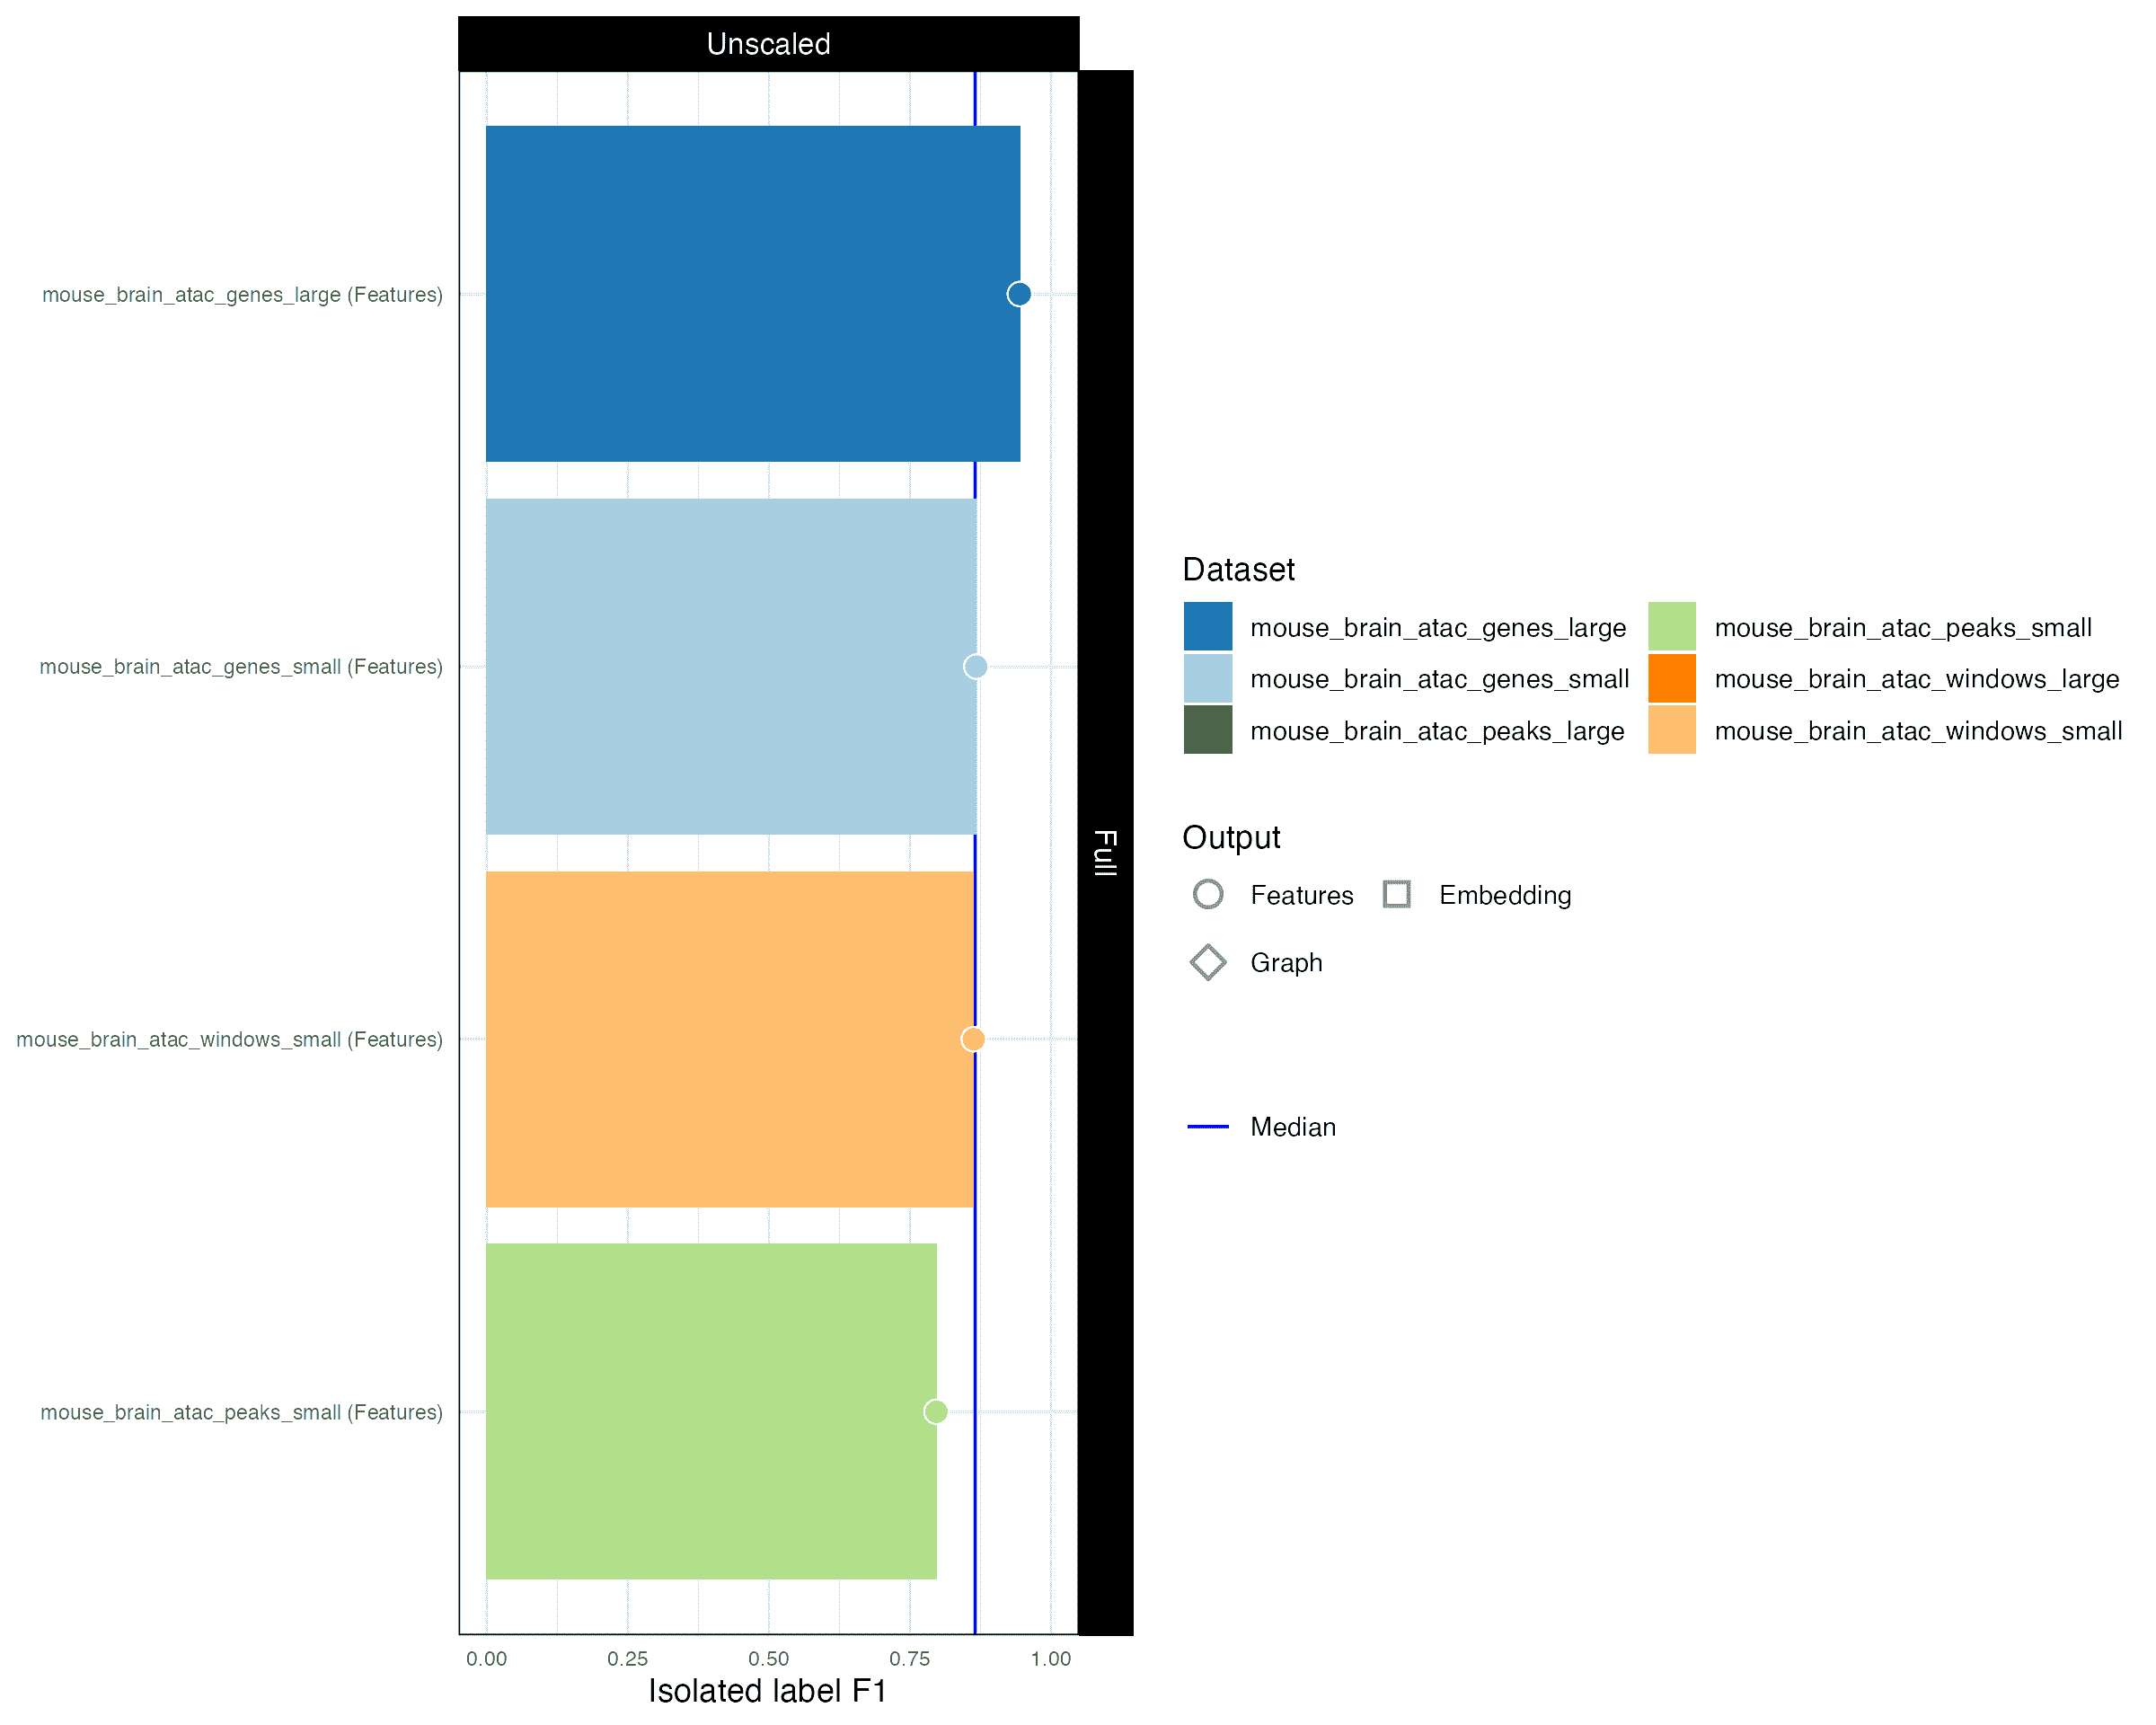 Unscaled
mouse_brain_atac_genes_large (Features)
mouse_brain_atac_genes_small (Features)
mouse_brain_atac_windows_small (Features)
mouse_brain_atac_peaks_small (Features)
Full
0.00 0.25 0.50 0.75 1.00
Isolated label F1
Dataset
mouse_brain_atac_genes_large mouse_brain_atac_peaks_small
mouse_brain_atac_genes_small mouse_brain_atac_windows_large
mouse_brain_atac_peaks_large mouse_brain_atac_windows_small
Output
Features Embedding
Graph
Median